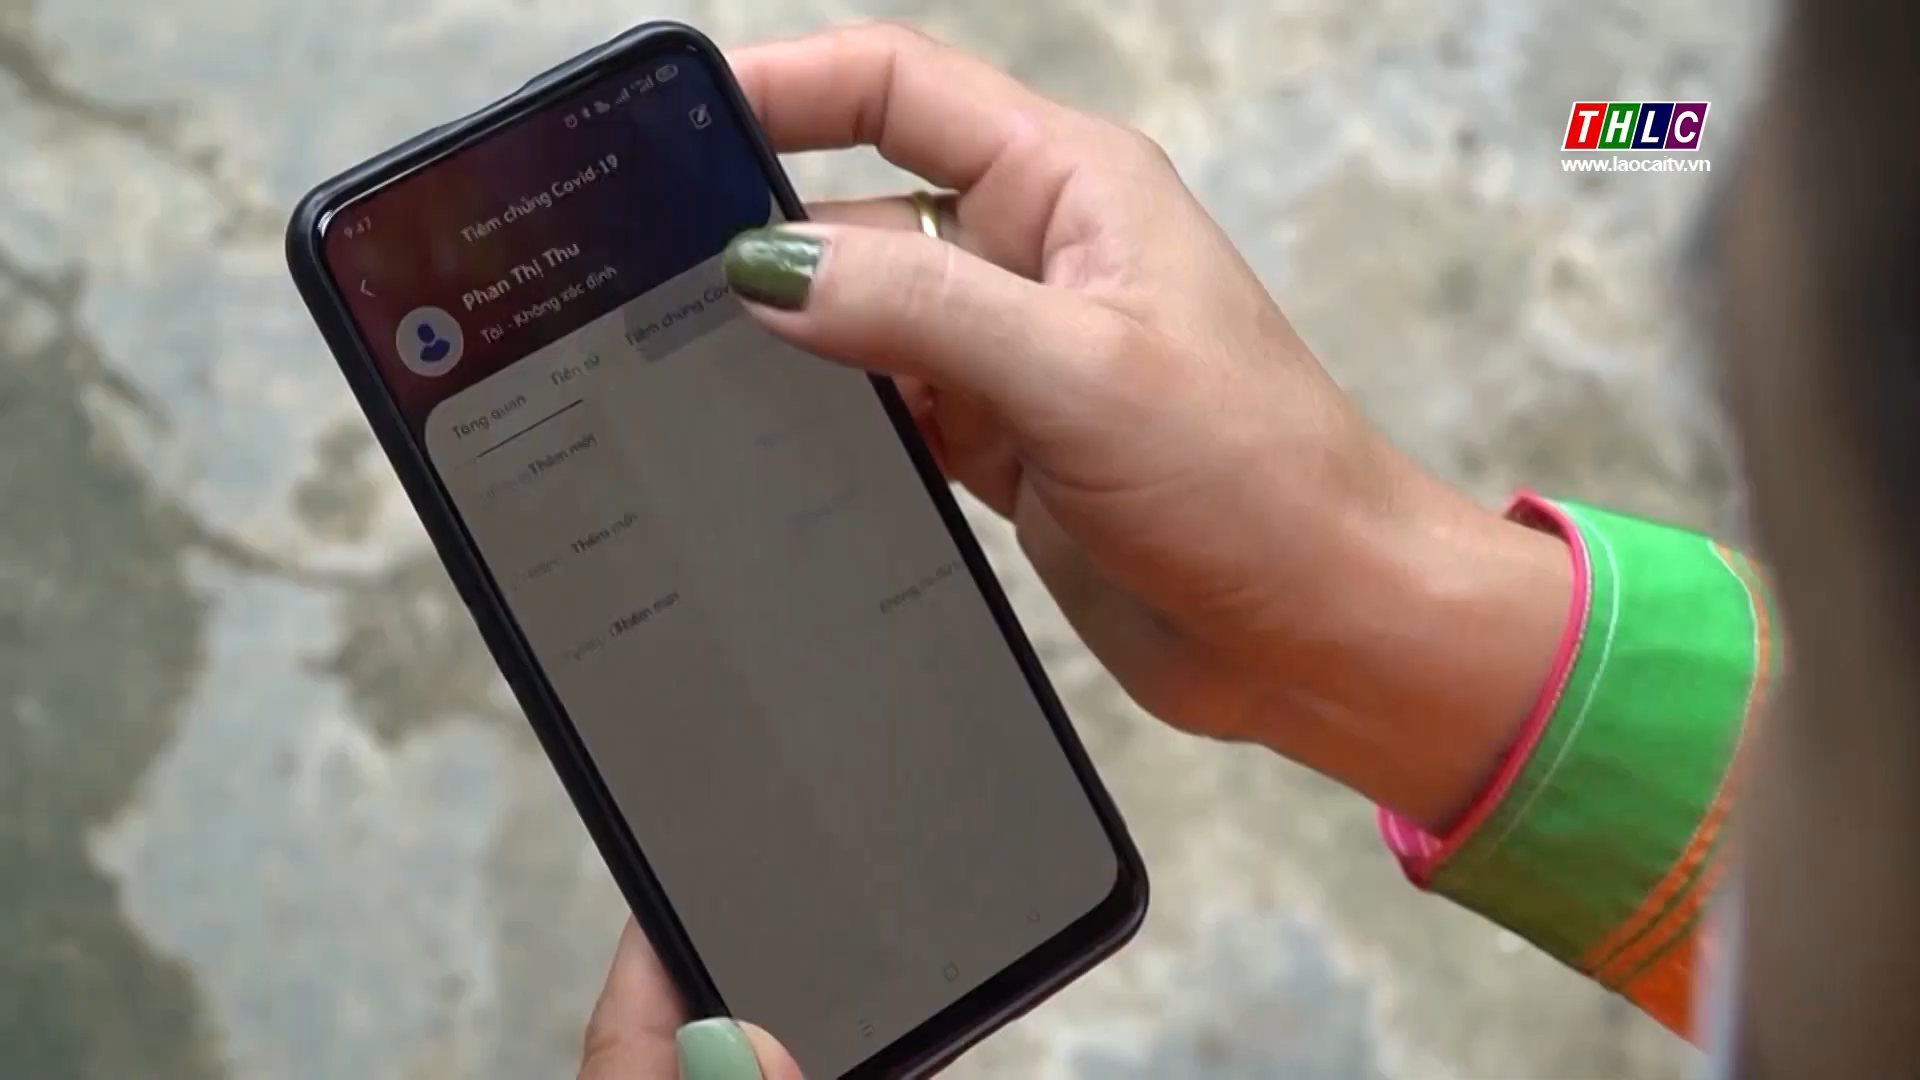 THLC
www.laocaitv.vn
9:47
Tiêm chủng Covid-19
Phan Thị Thu
Tôi - Không xác định
Tổng quan
Tiền sử
Tiêm chủng Cov
Thêm mới
Thêm mới
Thêm mới